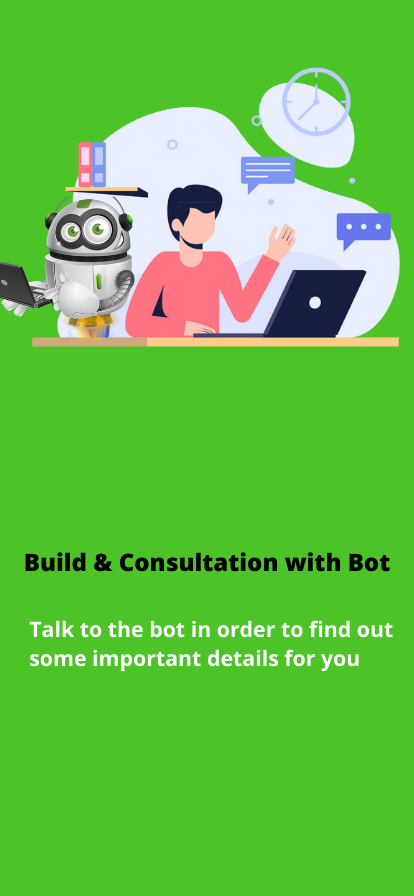 Build & Consultation with Bot
Talk to the bot in order to find out
some important details for you